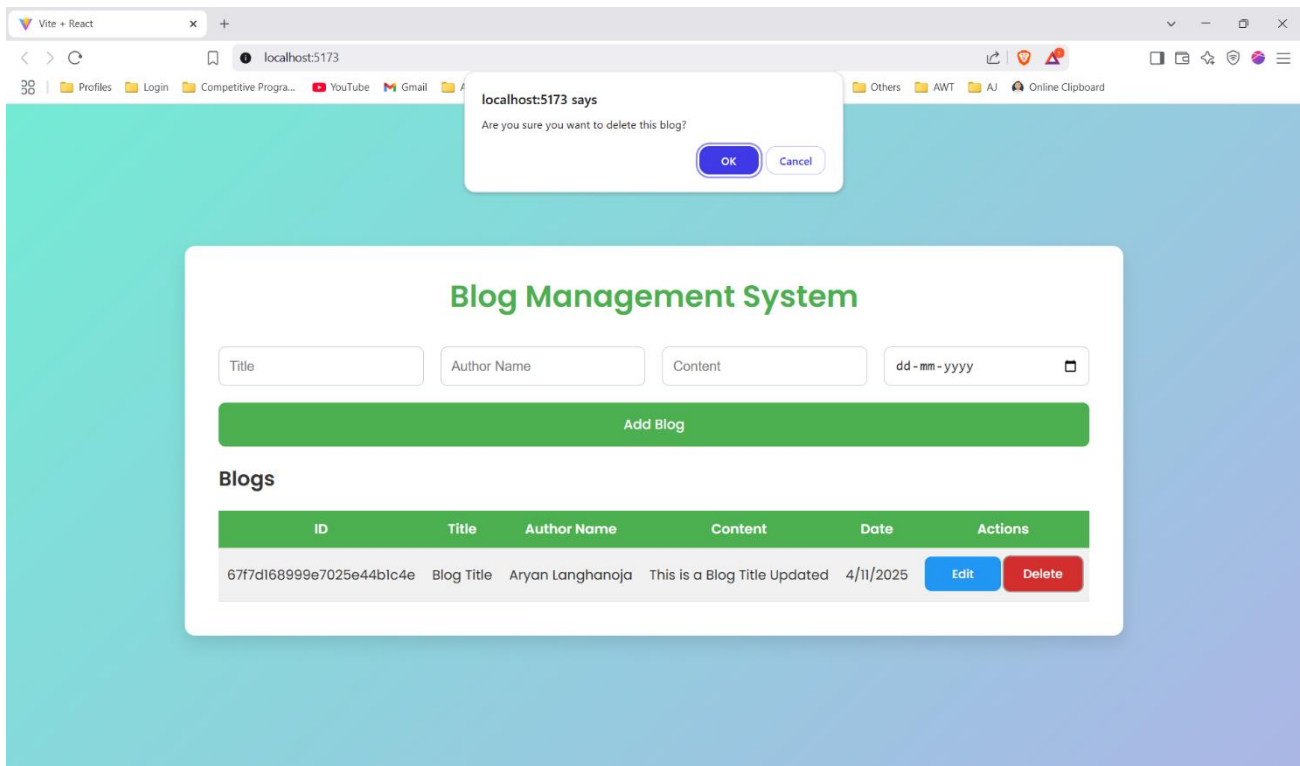 Vite + React
localhost:5173
Profiles Login Competitive Progra... YouTube Gmail Others AWT AJ Online Clipboard
localhost:5173 says
Are you sure you want to delete this blog?
OK Cancel
Blog Management System
Title Author Name Content dd-mm-yyyy
Add Blog
Blogs
ID Title Author Name Content Date Actions
67f7d168999e7025e44b1c4e Blog Title Aryan Langhanoja This is a Blog Title Updated 4/11/2025 Edit Delete